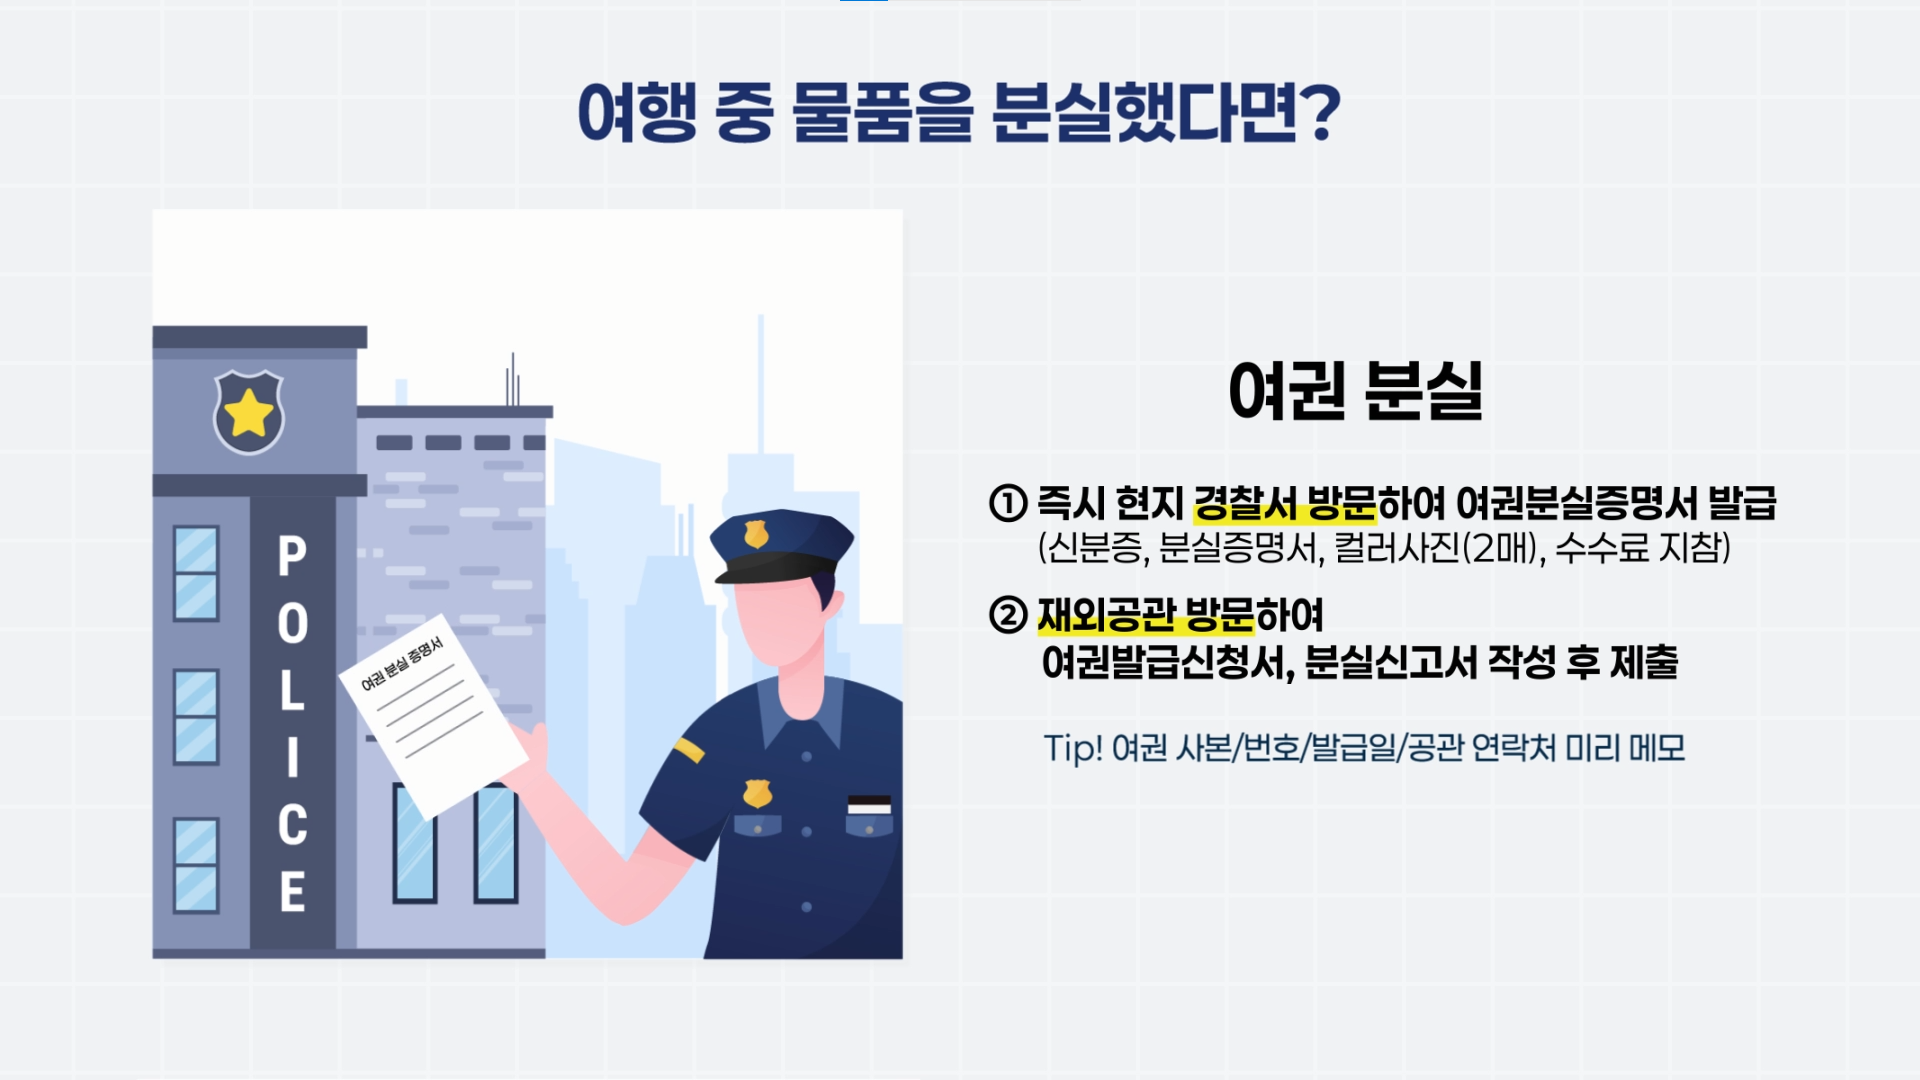 여행 중 물품을 분실했다면?
POLICE
여권 분실 증명서
여권 분실
① 즉시 현지 경찰서 방문하여 여권분실증명서 발급
(신분증, 분실증명서, 컬러사진(2매), 수수료 지참)
② 재외공관 방문하여
여권발급신청서, 분실신고서 작성 후 제출
Tip! 여권 사본/번호/발급일/공관 연락처 미리 메모